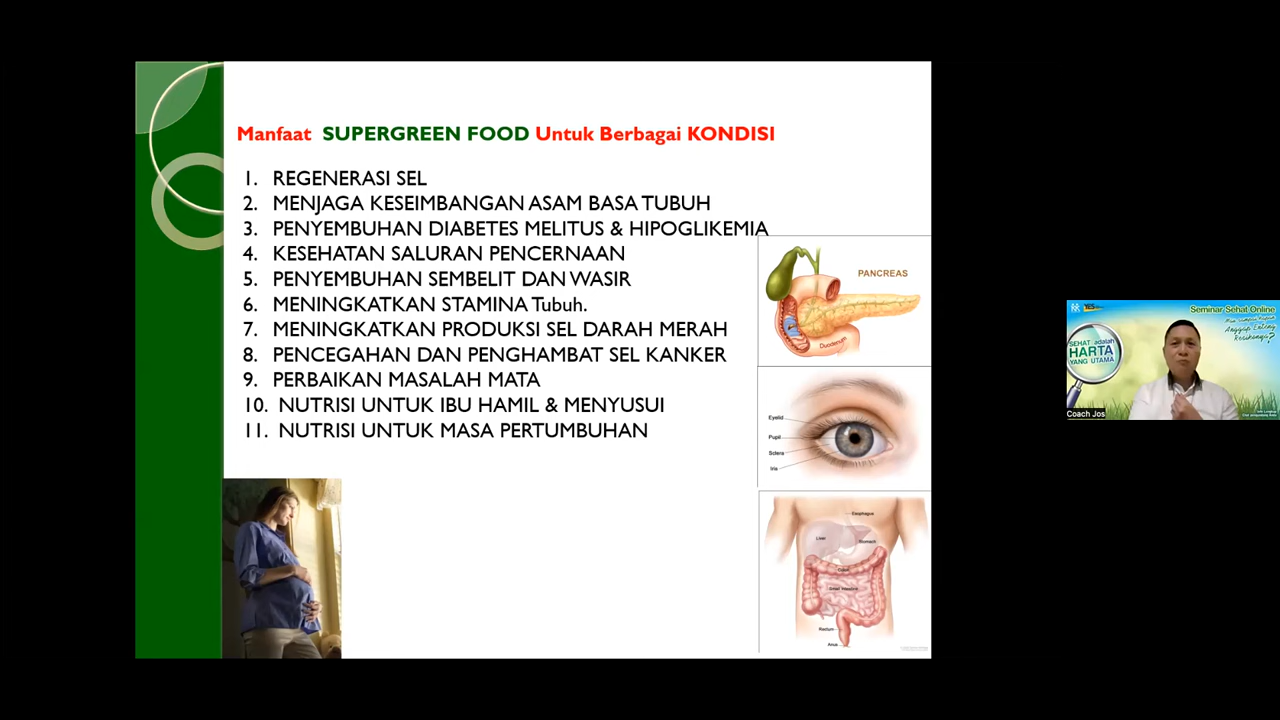 Manfaat SUPERGREEN FOOD Untuk Berbagai KONDISI
1. REGENERASI SEL
2. MENJAGA KESEIMBANGAN ASAM BASA TUBUH
3. PENYEMBUHAN DIABETES MELITUS & HIPOGLIKEMIA
4. KESEHATAN SALURAN PENCERNAAN
5. PENYEMBUHAN SEMBELIT DAN WASIR
6. MENINGKATKAN STAMINA Tubuh.
7. MENINGKATKAN PRODUKSI SEL DARAH MERAH
8. PENCEGAHAN DAN PENGHAMBAT SEL KANKER
9. PERBAIKAN MASALAH MATA
10. NUTRISI UNTUK IBU HAMIL & MENYUSUI
11. NUTRISI UNTUK MASA PERTUMBUHAN
PANCREAS
Duodenum
Eyelid
Pupil
Sclera
Iris
Esophagus
Liver
Stomach
Colon
Small intestine
Rectum
Anus
YES
Seminar Sehat Online
SEHAT adalah
HARTA
YANG UTAMA
Coach Jos